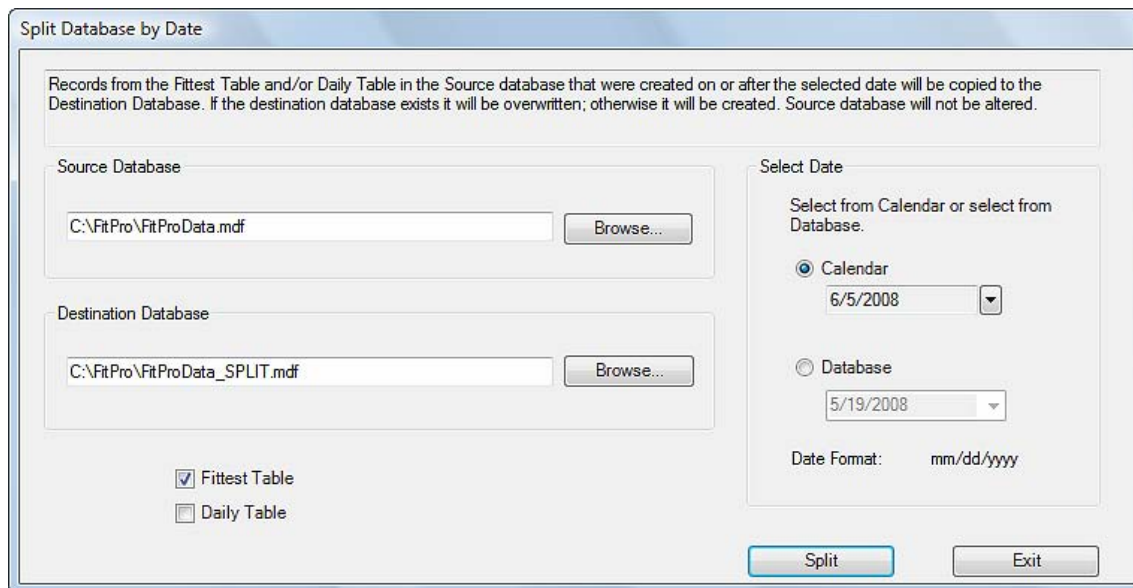 Split Database by Date
Records from the Fittest Table and/or Daily Table in the Source database that were created on or after the selected date will be copied to the
Destination Database. If the destination database exists it will be overwritten; otherwise it will be created. Source database will not be altered.
Source Database
C:\FitPro\FitProData.mdf
Browse...
Destination Database
C:\FitPro\FitProData_SPLIT.mdf
Browse...
Fittest Table
Daily Table
Select Date
Select from Calendar or select from
Database.
Calendar
6/5/2008
Database
5/19/2008
Date Format: mm/dd/yyyy
Split
Exit